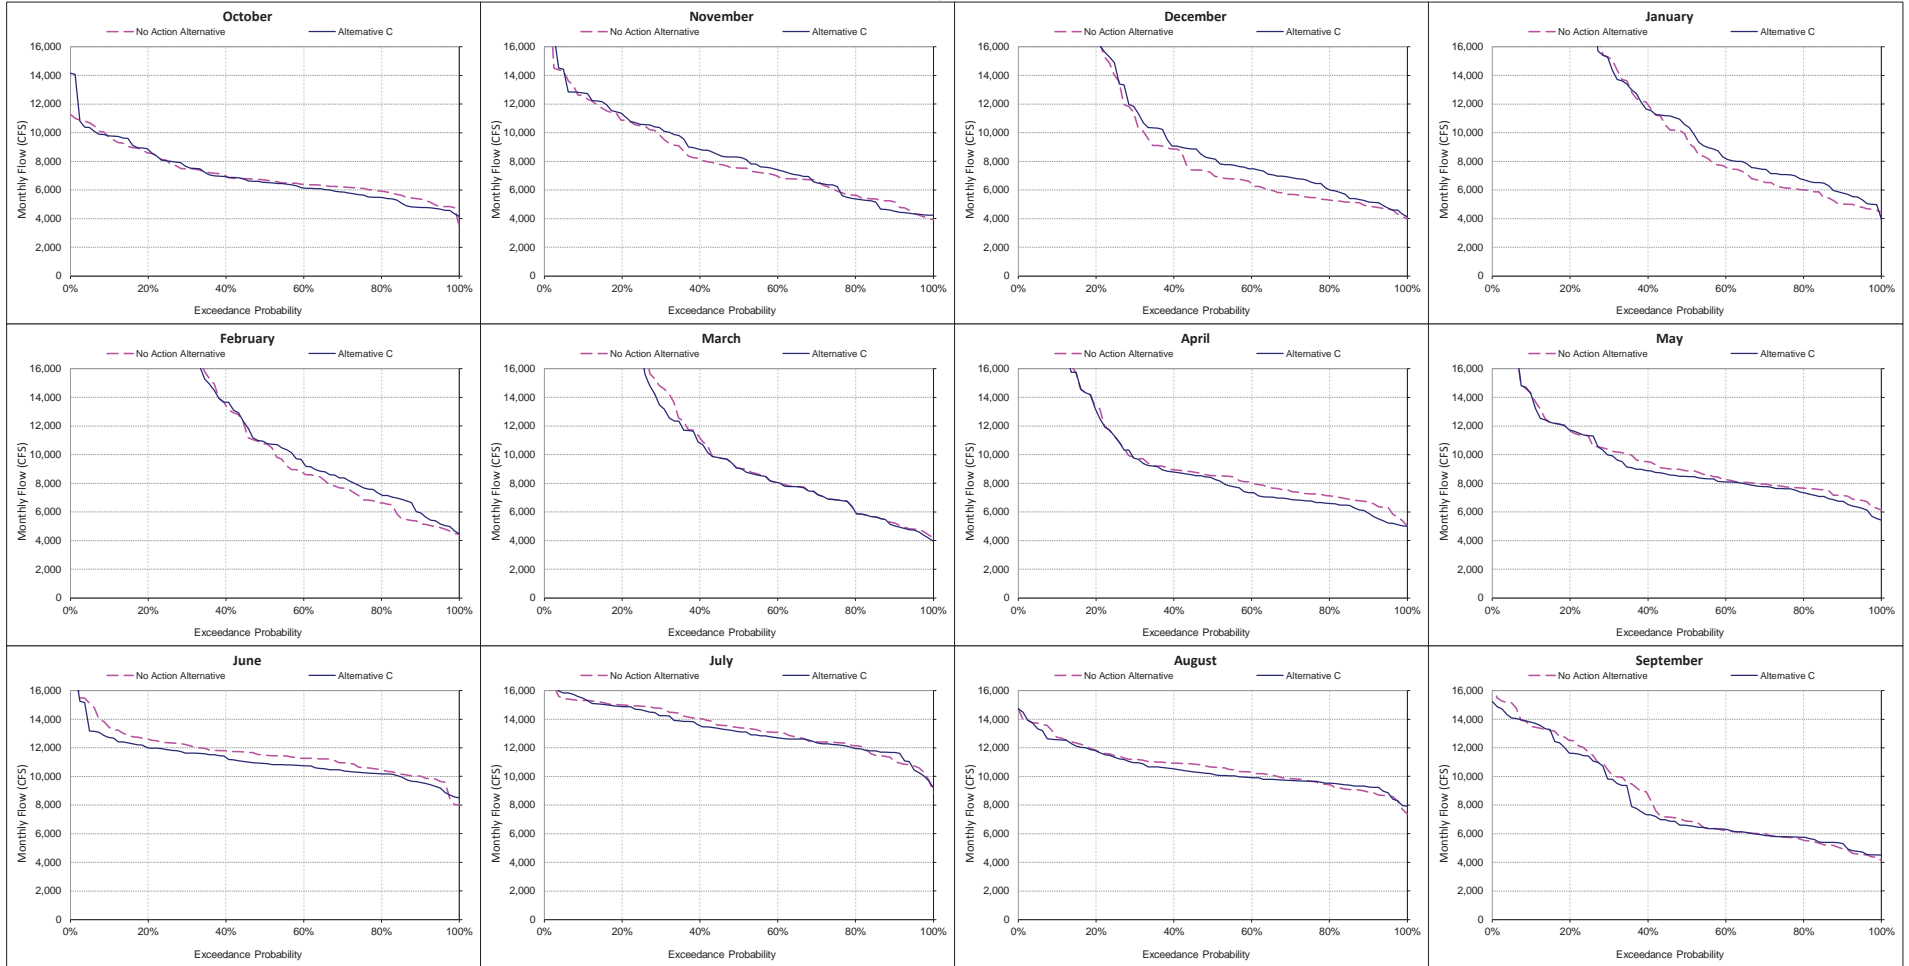 October
No Action Alternative Alternative C
Monthly Flow (CFS)
16,000
14,000
12,000
10,000
8,000
6,000
4,000
2,000
0
0% 20% 40% 60% 80% 100%
Exceedance Probability
November
No Action Alternative Alternative C
Monthly Flow (CFS)
16,000
14,000
12,000
10,000
8,000
6,000
4,000
2,000
0
0% 20% 40% 60% 80% 100%
Exceedance Probability
December
No Action Alternative Alternative C
Monthly Flow (CFS)
16,000
14,000
12,000
10,000
8,000
6,000
4,000
2,000
0
0% 20% 40% 60% 80% 100%
Exceedance Probability
January
No Action Alternative Alternative C
Monthly Flow (CFS)
16,000
14,000
12,000
10,000
8,000
6,000
4,000
2,000
0
0% 20% 40% 60% 80% 100%
Exceedance Probability
February
No Action Alternative Alternative C
Monthly Flow (CFS)
16,000
14,000
12,000
10,000
8,000
6,000
4,000
2,000
0
0% 20% 40% 60% 80% 100%
Exceedance Probability
March
No Action Alternative Alternative C
Monthly Flow (CFS)
16,000
14,000
12,000
10,000
8,000
6,000
4,000
2,000
0
0% 20% 40% 60% 80% 100%
Exceedance Probability
April
No Action Alternative Alternative C
Monthly Flow (CFS)
16,000
14,000
12,000
10,000
8,000
6,000
4,000
2,000
0
0% 20% 40% 60% 80% 100%
Exceedance Probability
May
No Action Alternative Alternative C
Monthly Flow (CFS)
16,000
14,000
12,000
10,000
8,000
6,000
4,000
2,000
0
0% 20% 40% 60% 80% 100%
Exceedance Probability
June
No Action Alternative Alternative C
Monthly Flow (CFS)
16,000
14,000
12,000
10,000
8,000
6,000
4,000
2,000
0
0% 20% 40% 60% 80% 100%
Exceedance Probability
July
No Action Alternative Alternative C
Monthly Flow (CFS)
16,000
14,000
12,000
10,000
8,000
6,000
4,000
2,000
0
0% 20% 40% 60% 80% 100%
Exceedance Probability
August
No Action Alternative Alternative C
Monthly Flow (CFS)
16,000
14,000
12,000
10,000
8,000
6,000
4,000
2,000
0
0% 20% 40% 60% 80% 100%
Exceedance Probability
September
No Action Alternative Alternative C
Monthly Flow (CFS)
16,000
14,000
12,000
10,000
8,000
6,000
4,000
2,000
0
0% 20% 40% 60% 80% 100%
Exceedance Probability